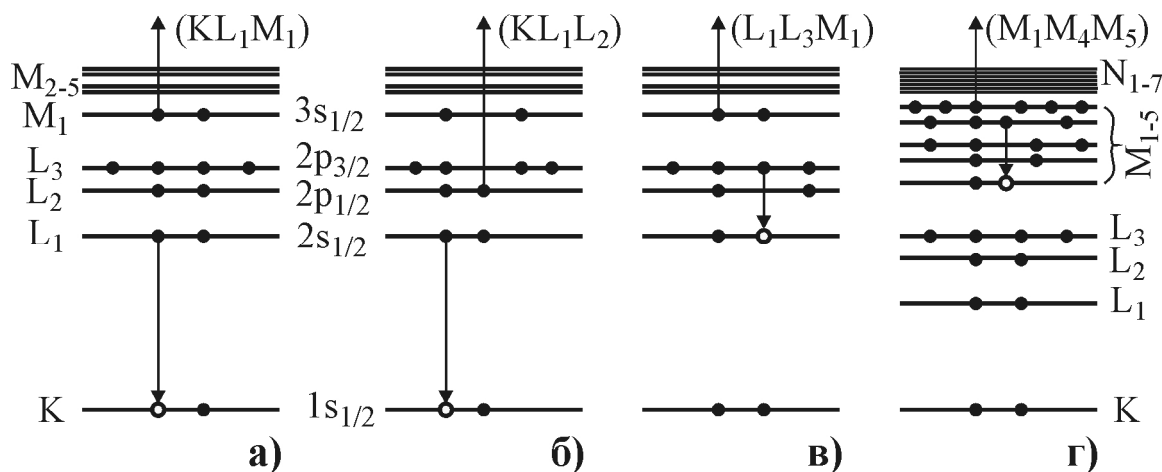 (KL₁M₁) (KL₁L₂) (L₁L₃M₁) (M₁M₄M₅)
M₂₋₅ N₁₋₇
M₁ 3s₁/₂ M₁₋₅
L₃ 2p₃/₂
L₂ 2p₁/₂
L₁ 2s₁/₂ L₃
L₂
L₁
K 1s₁/₂ K
а) б) в) г)